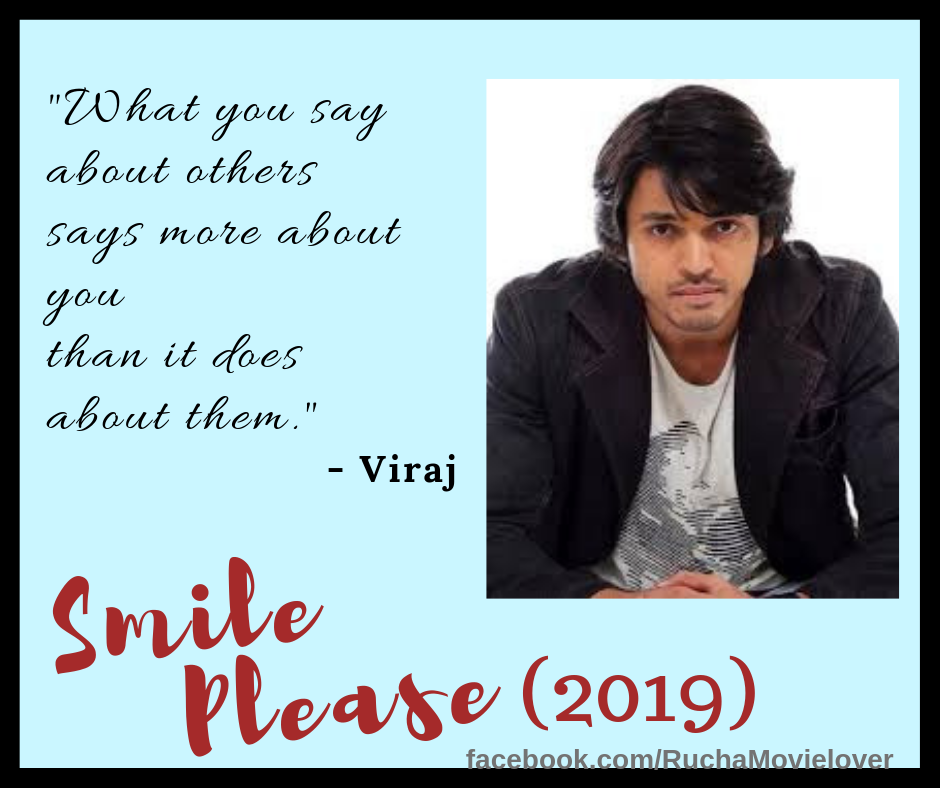 "What you say
about others
says more about
you
than it does
about them."
- Viraj
Smile
Please (2019)
facebook.com/RuchaMovielover